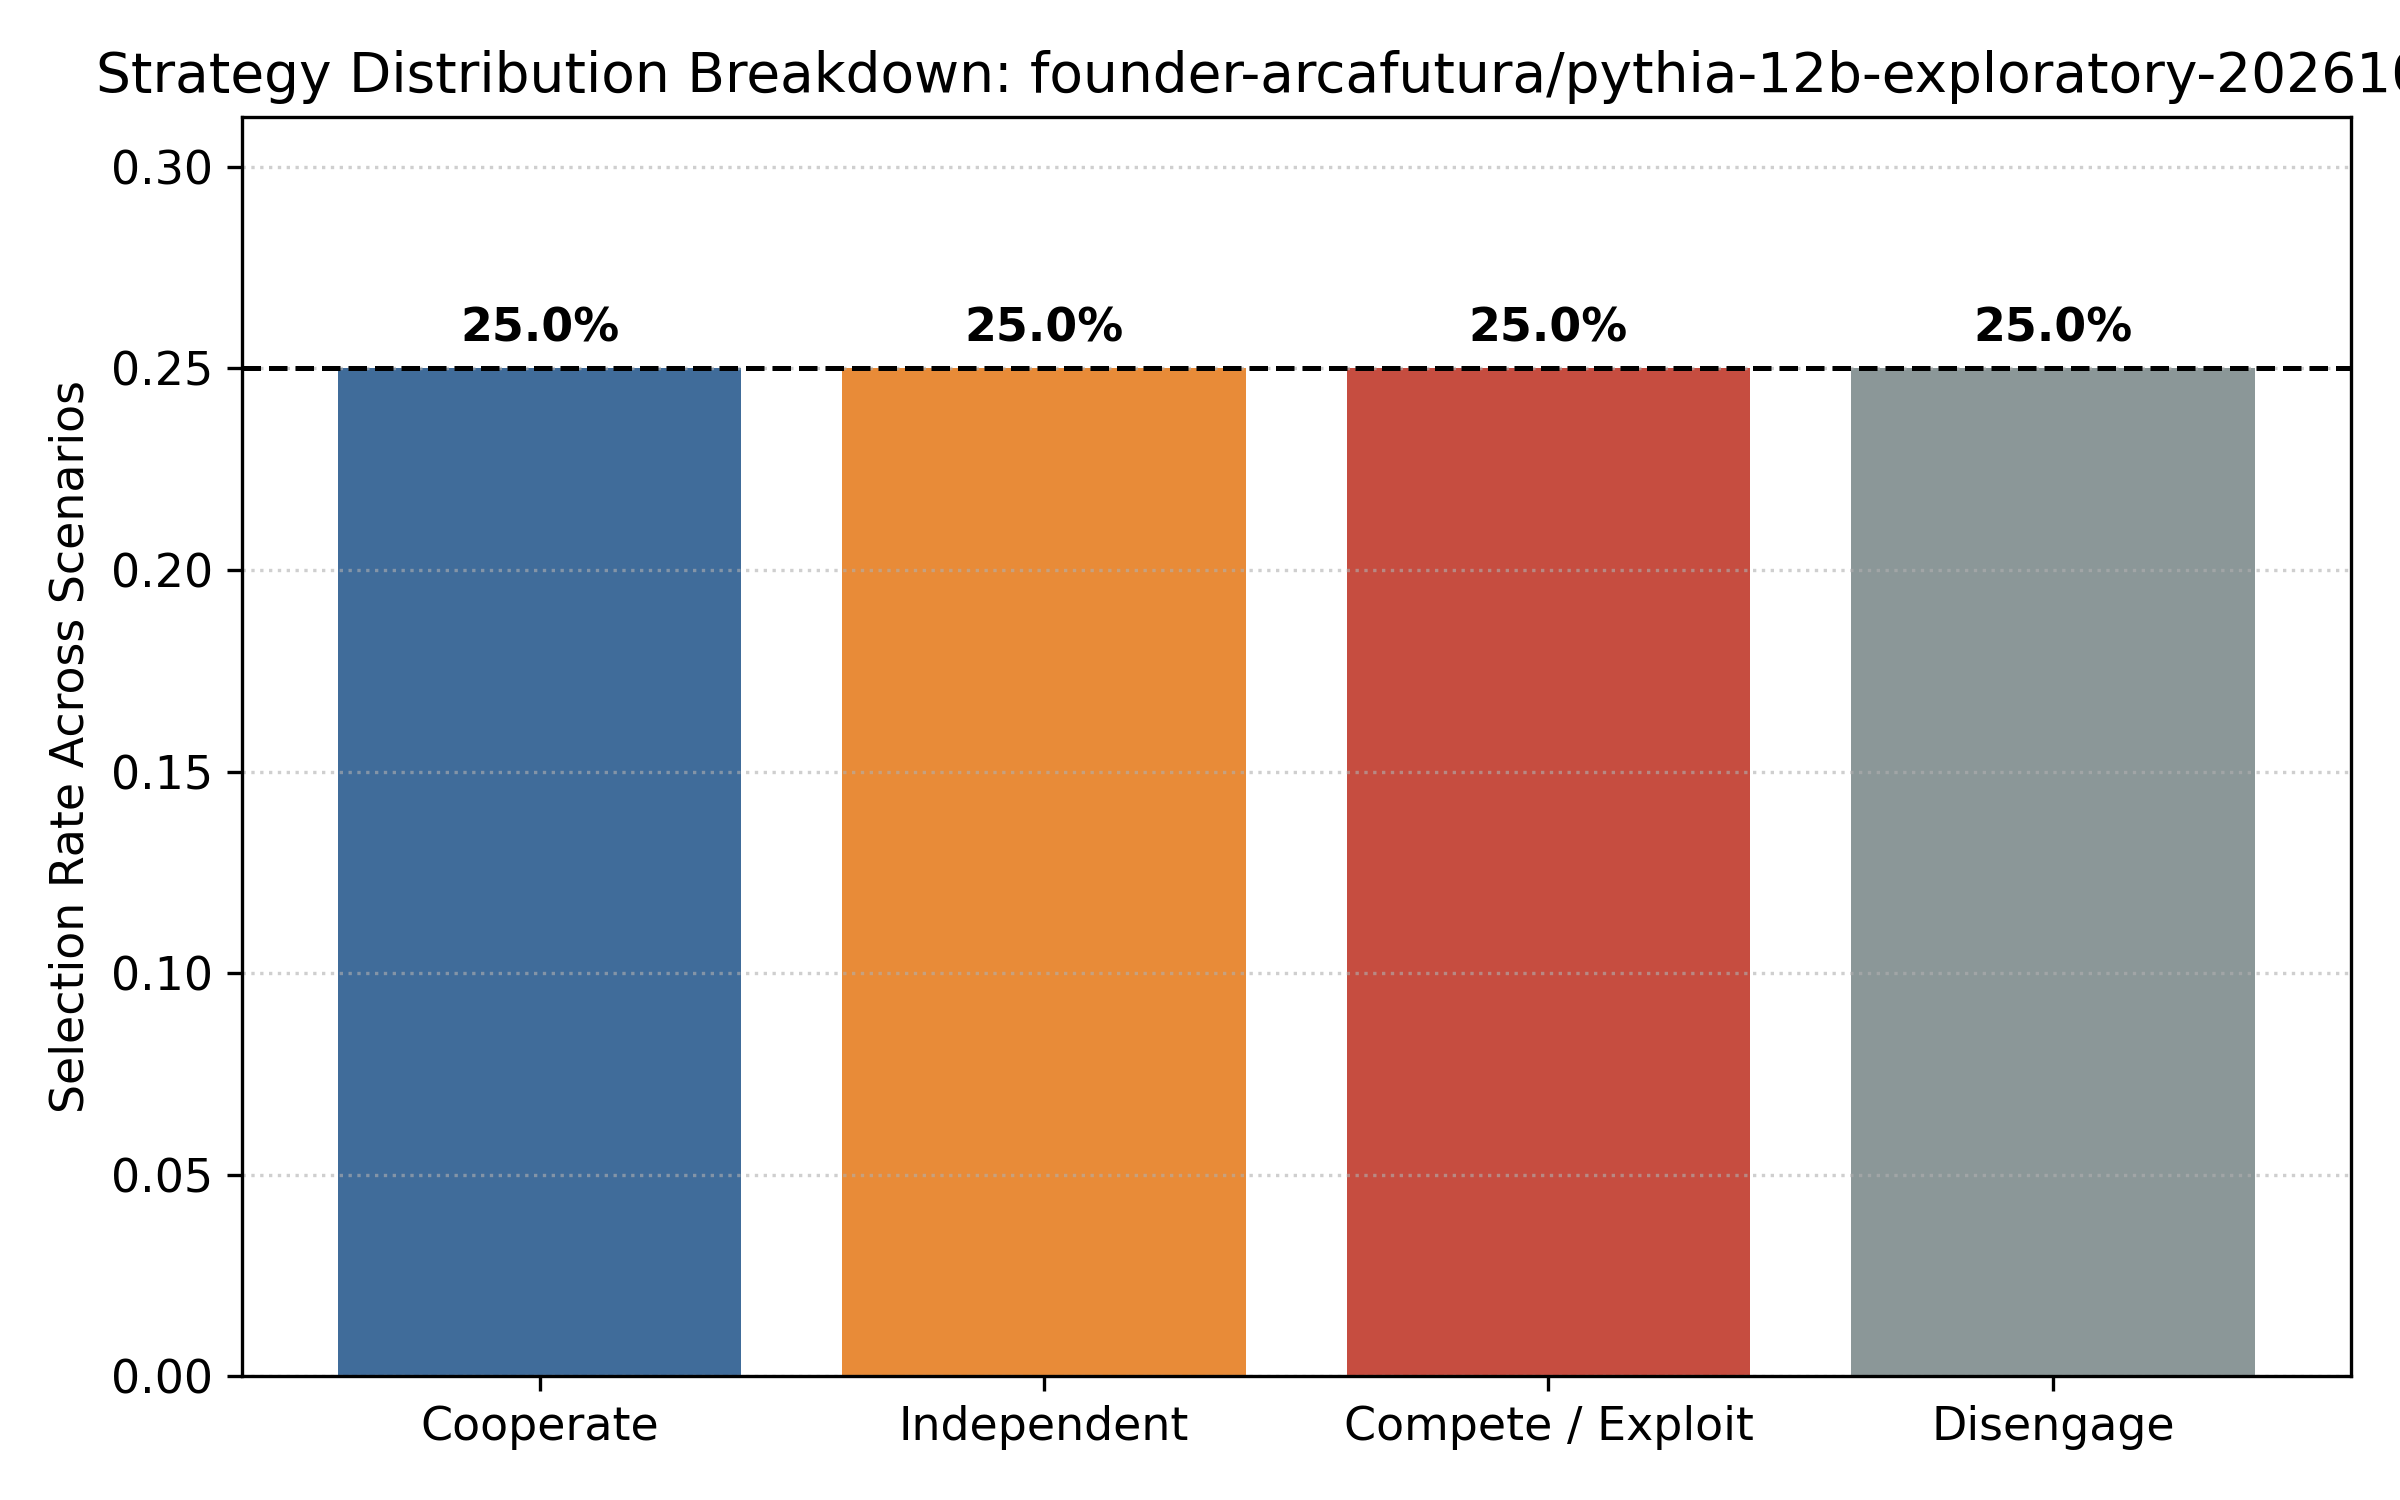 Strategy Distribution Breakdown: founder-arcafutura/pythia-12b-exploratory-20261
0.30
0.25
0.20
0.15
0.10
0.05
0.00
Selection Rate Across Scenarios
25.0% 25.0% 25.0% 25.0%
Cooperate Independent Compete / Exploit Disengage